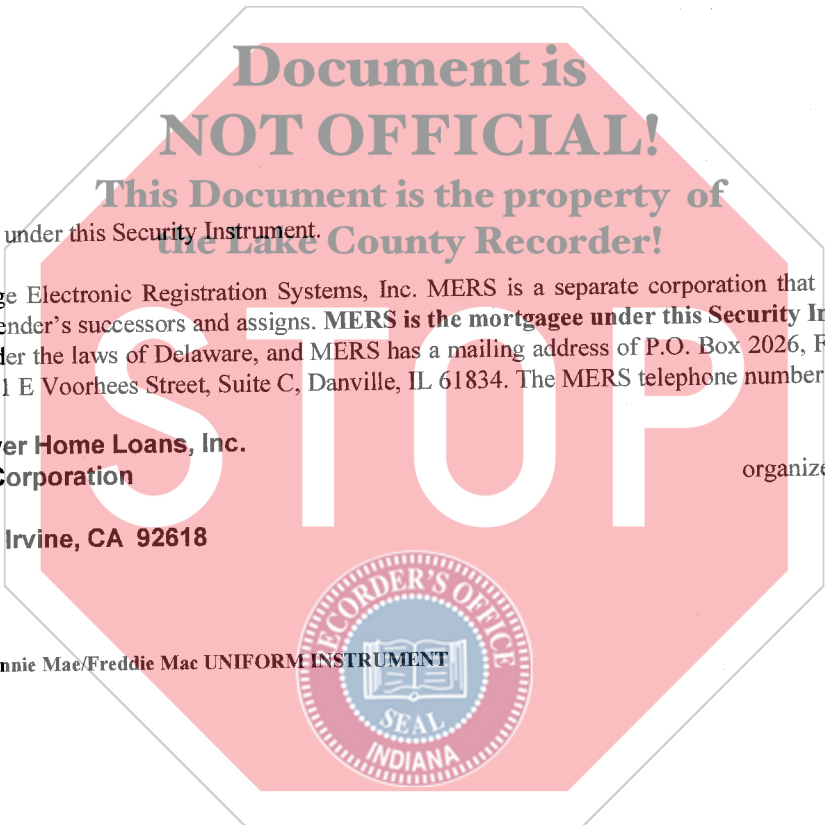 Document is
NOT OFFICIAL!
This Document is the property of
the Lake County Recorder!
under this Security Instrument.
ge Electronic Registration Systems, Inc. MERS is a separate corporation that
ender's successors and assigns. MERS is the mortgagee under this Security In
der the laws of Delaware, and MERS has a mailing address of P.O. Box 2026, F
1 E Voorhees Street, Suite C, Danville, IL 61834. The MERS telephone number
STOP
er Home Loans, Inc.
Corporation
organize
Irvine, CA 92618
RECORDER'S OFFICE
nnie Mae/Freddie Mac UNIFORM INSTRUMENT
SEAL
INDIANA